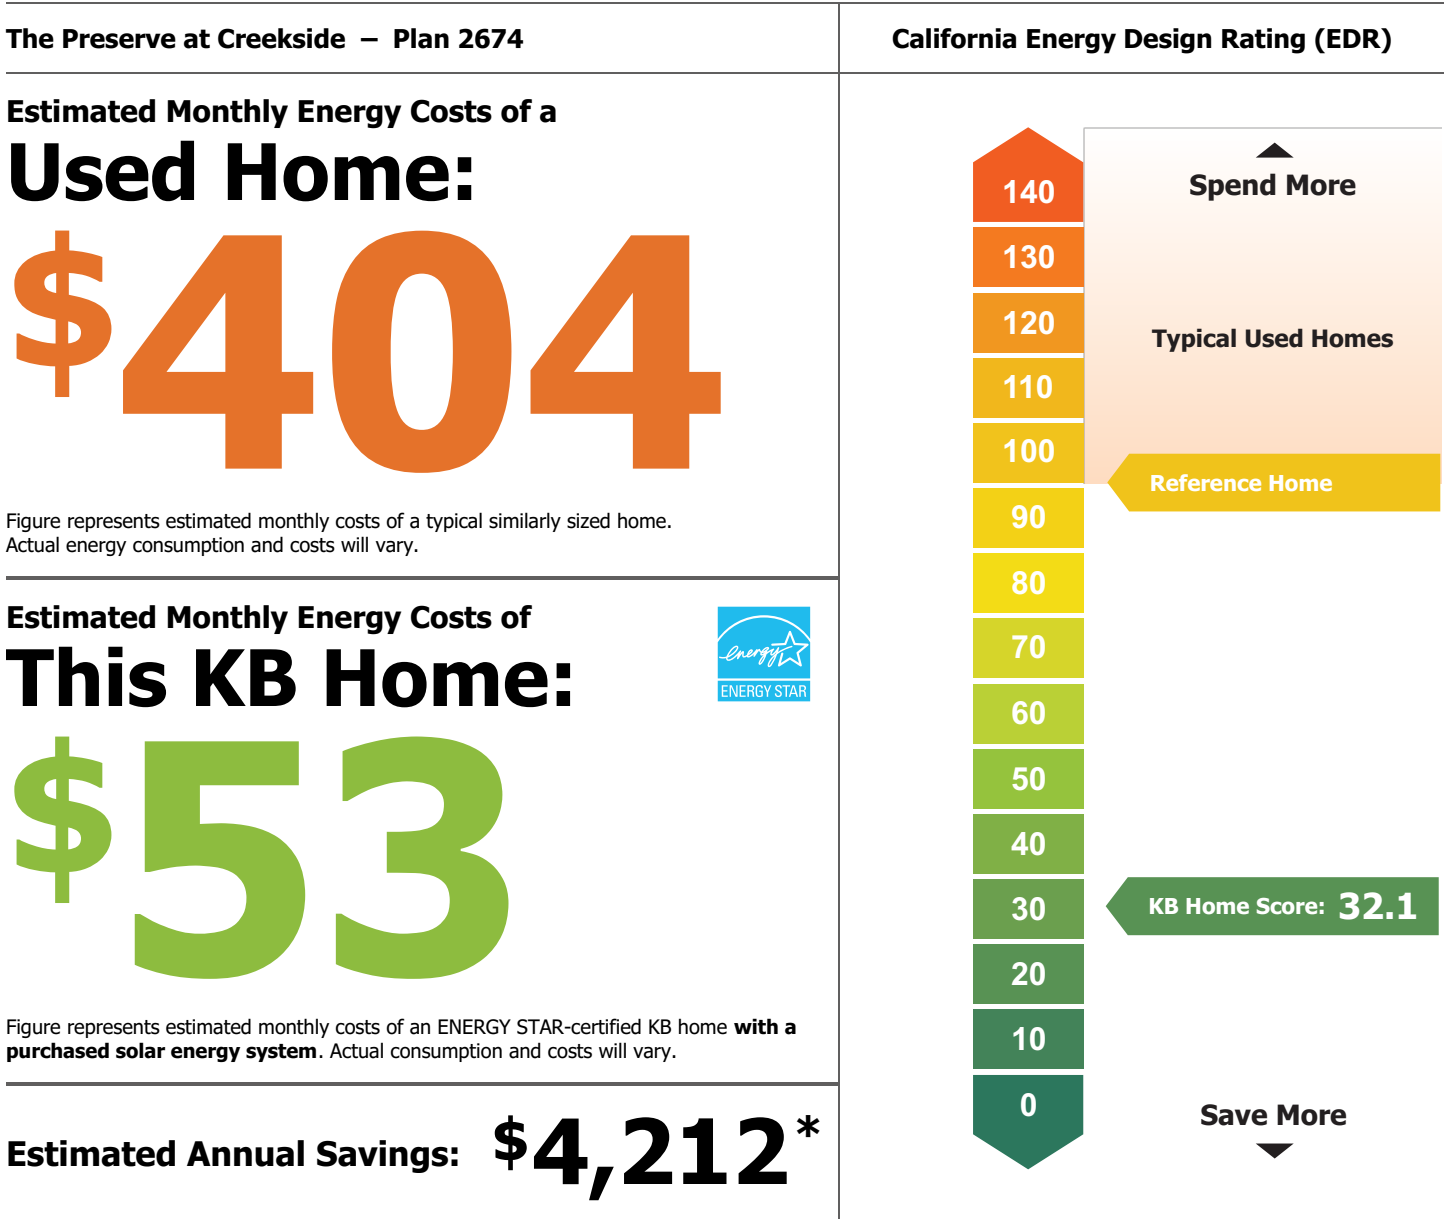 The Preserve at Creekside – Plan 2674
Estimated Monthly Energy Costs of a
Used Home:
$404
Figure represents estimated monthly costs of a typical similarly sized home.
Actual energy consumption and costs will vary.
Estimated Monthly Energy Costs of
This KB Home:
energy
ENERGY STAR
$53
Figure represents estimated monthly costs of an ENERGY STAR-certified KB home with a
purchased solar energy system. Actual consumption and costs will vary.
Estimated Annual Savings: $4,212*
California Energy Design Rating (EDR)
140
130
120
110
100
90
80
70
60
50
40
30
20
10
0
Spend More
Typical Used Homes
Reference Home
KB Home Score: 32.1
Save More